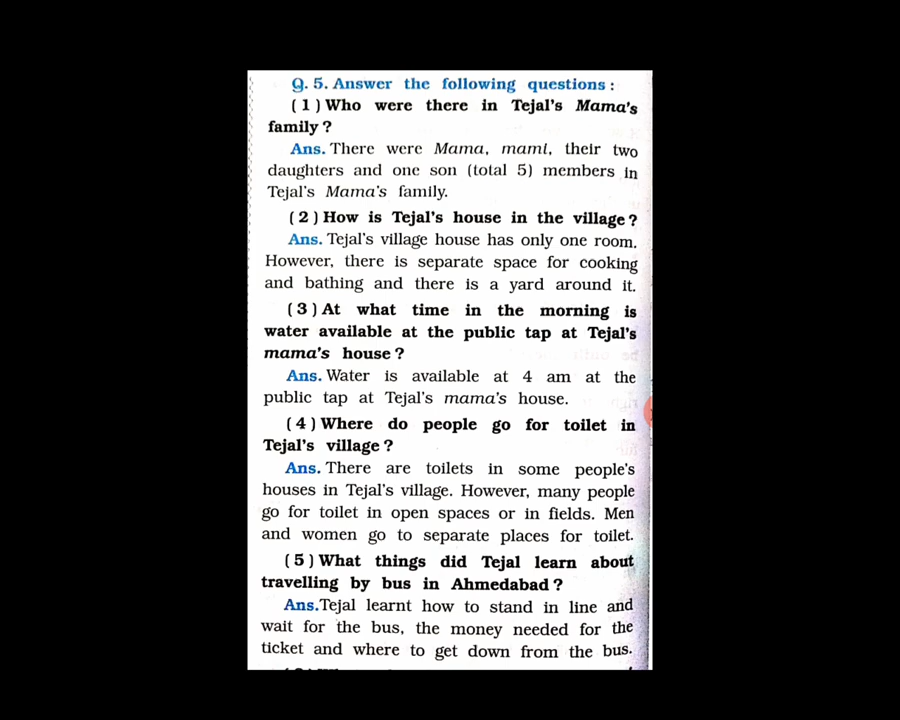 Q. 5. Answer the following questions :
(1) Who were there in Tejal's Mama's
family ?
Ans. There were Mama, mami, their two
daughters and one son (total 5) members in
Tejal's Mama's family.
(2) How is Tejal's house in the village ?
Ans. Tejal's village house has only one room.
However, there is separate space for cooking
and bathing and there is a yard around it.
(3) At what time in the morning is
water available at the public tap at Tejal's
mama's house ?
Ans. Water is available at 4 am at the
public tap at Tejal's mama's house.
(4) Where do people go for toilet in
Tejal's village ?
Ans. There are toilets in some people's
houses in Tejal's village. However, many people
go for toilet in open spaces or in fields. Men
and women go to separate places for toilet.
(5) What things did Tejal learn about
travelling by bus in Ahmedabad ?
Ans.Tejal learnt how to stand in line and
wait for the bus, the money needed for the
ticket and where to get down from the bus.